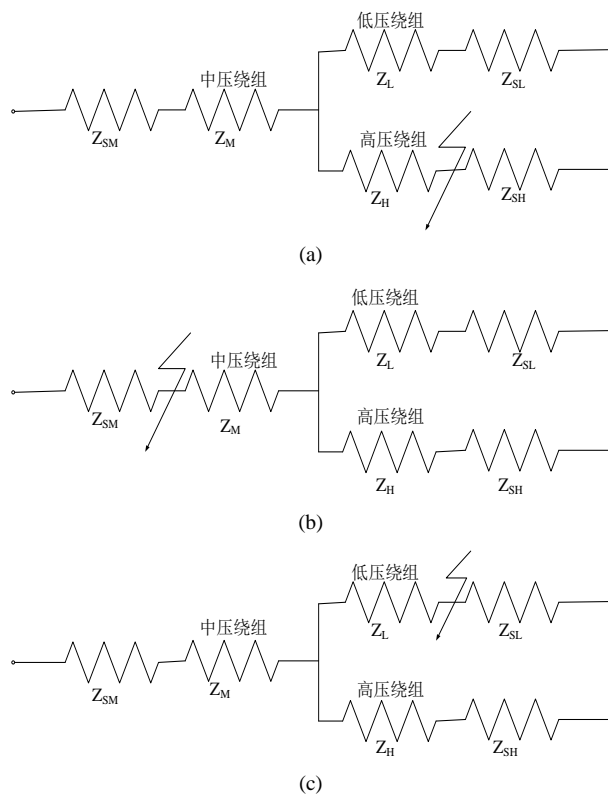 低压绕组
中压绕组
Z_L Z_SL
Z_SM Z_M
高压绕组
Z_H Z_SH
(a)
低压绕组
中压绕组
Z_L Z_SL
Z_SM Z_M
高压绕组
Z_H Z_SH
(b)
低压绕组
中压绕组
Z_L Z_SL
Z_SM Z_M
高压绕组
Z_H Z_SH
(c)